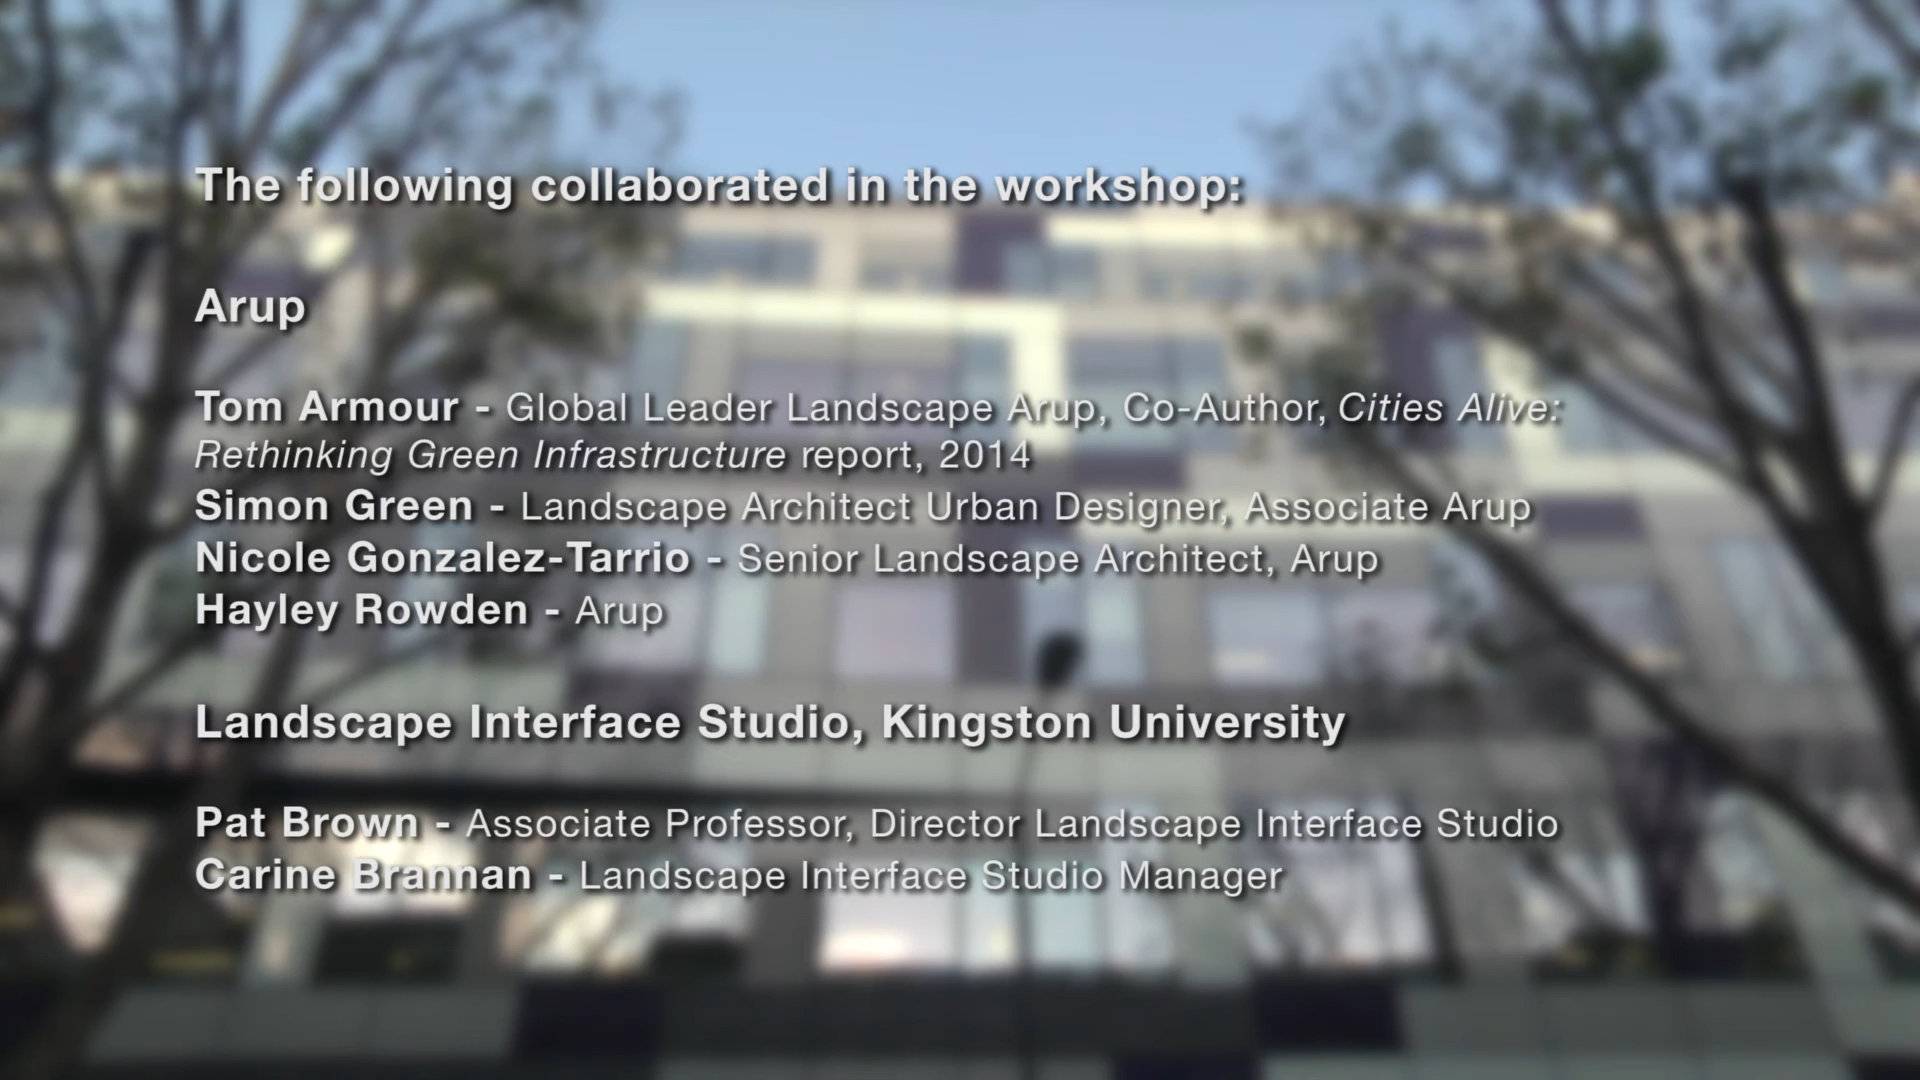 The following collaborated in the workshop:
Arup
Tom Armour - Global Leader Landscape Arup, Co-Author, Cities Alive:
Rethinking Green Infrastructure report, 2014
Simon Green - Landscape Architect Urban Designer, Associate Arup
Nicole Gonzalez-Tarrio - Senior Landscape Architect, Arup
Hayley Rowden - Arup
Landscape Interface Studio, Kingston University
Pat Brown - Associate Professor, Director Landscape Interface Studio
Carine Brannan - Landscape Interface Studio Manager